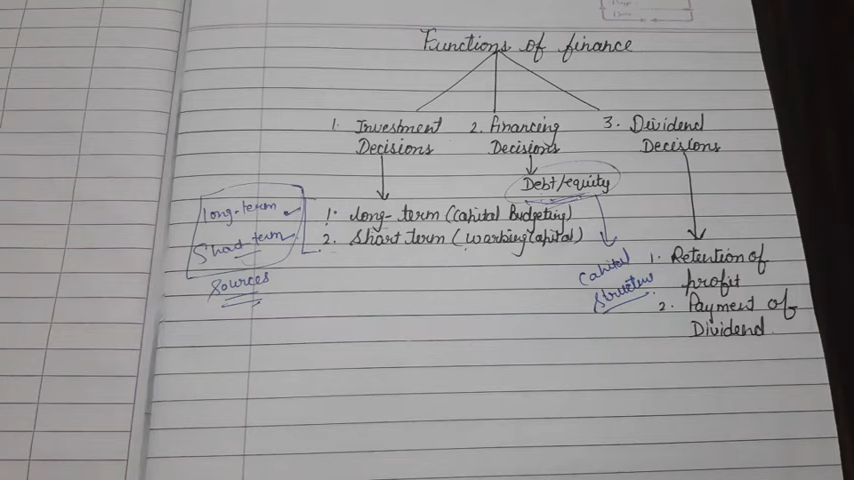 Functions of finance
1. Investment Decisions
2. Financing Decisions
3. Dividend Decisions
Debt/equity
Long-term
Short term
Sources
1. Long-term (Capital Budgeting)
2. Short term (Working Capital)
Capital
Structure
1. Retention of
profit
2. Payment of
Dividend